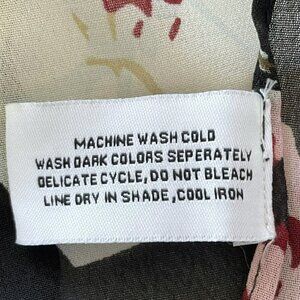 MACHINE WASH COLD
WASH DARK COLORS SEPERATELY
DELICATE CYCLE, DO NOT BLEACH
LINE DRY IN SHADE ,COOL IRON